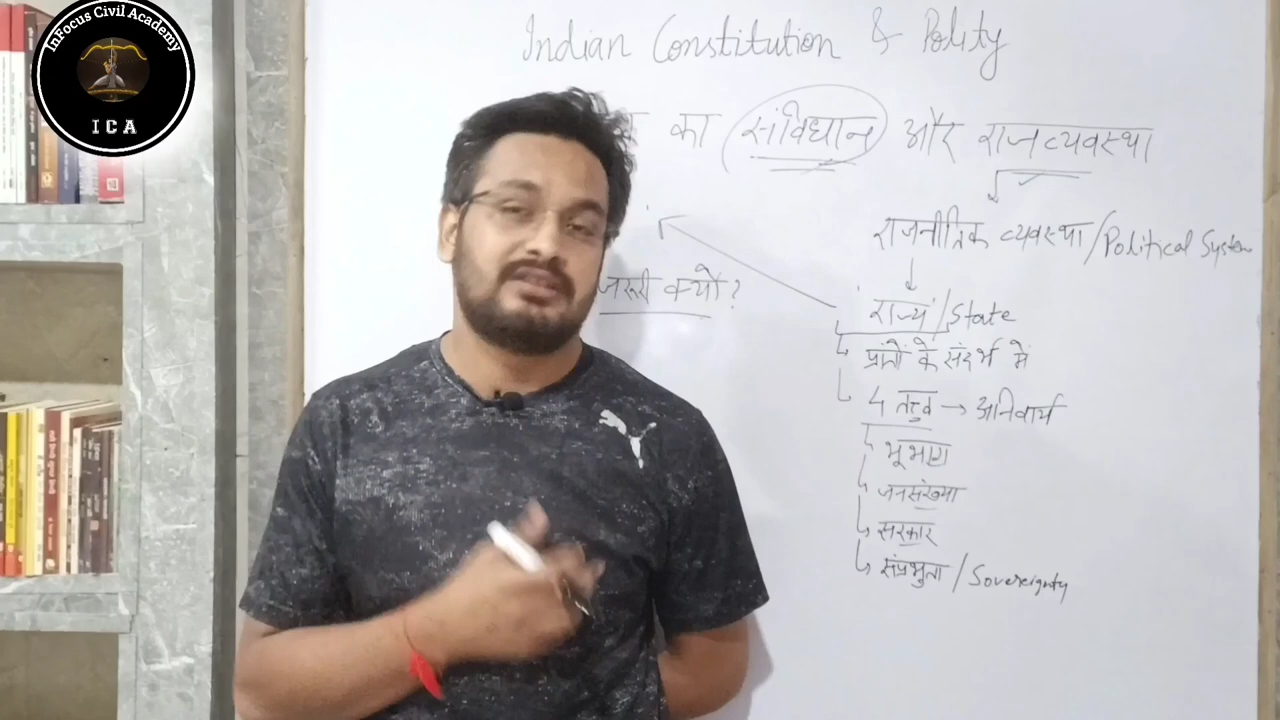 InFocus Civil Academy
ICA
Indian Constitution & Polity
का संविधान और राजव्यवस्था
राजनीतिक व्यवस्था/Political System
जरुरी क्यों?
राज्य/State
प्रांतों के संदर्भ में
4 तत्त्व → अनिवार्य
भूभाग
जनसंख्या
सरकार
संप्रभुता/Sovereignty